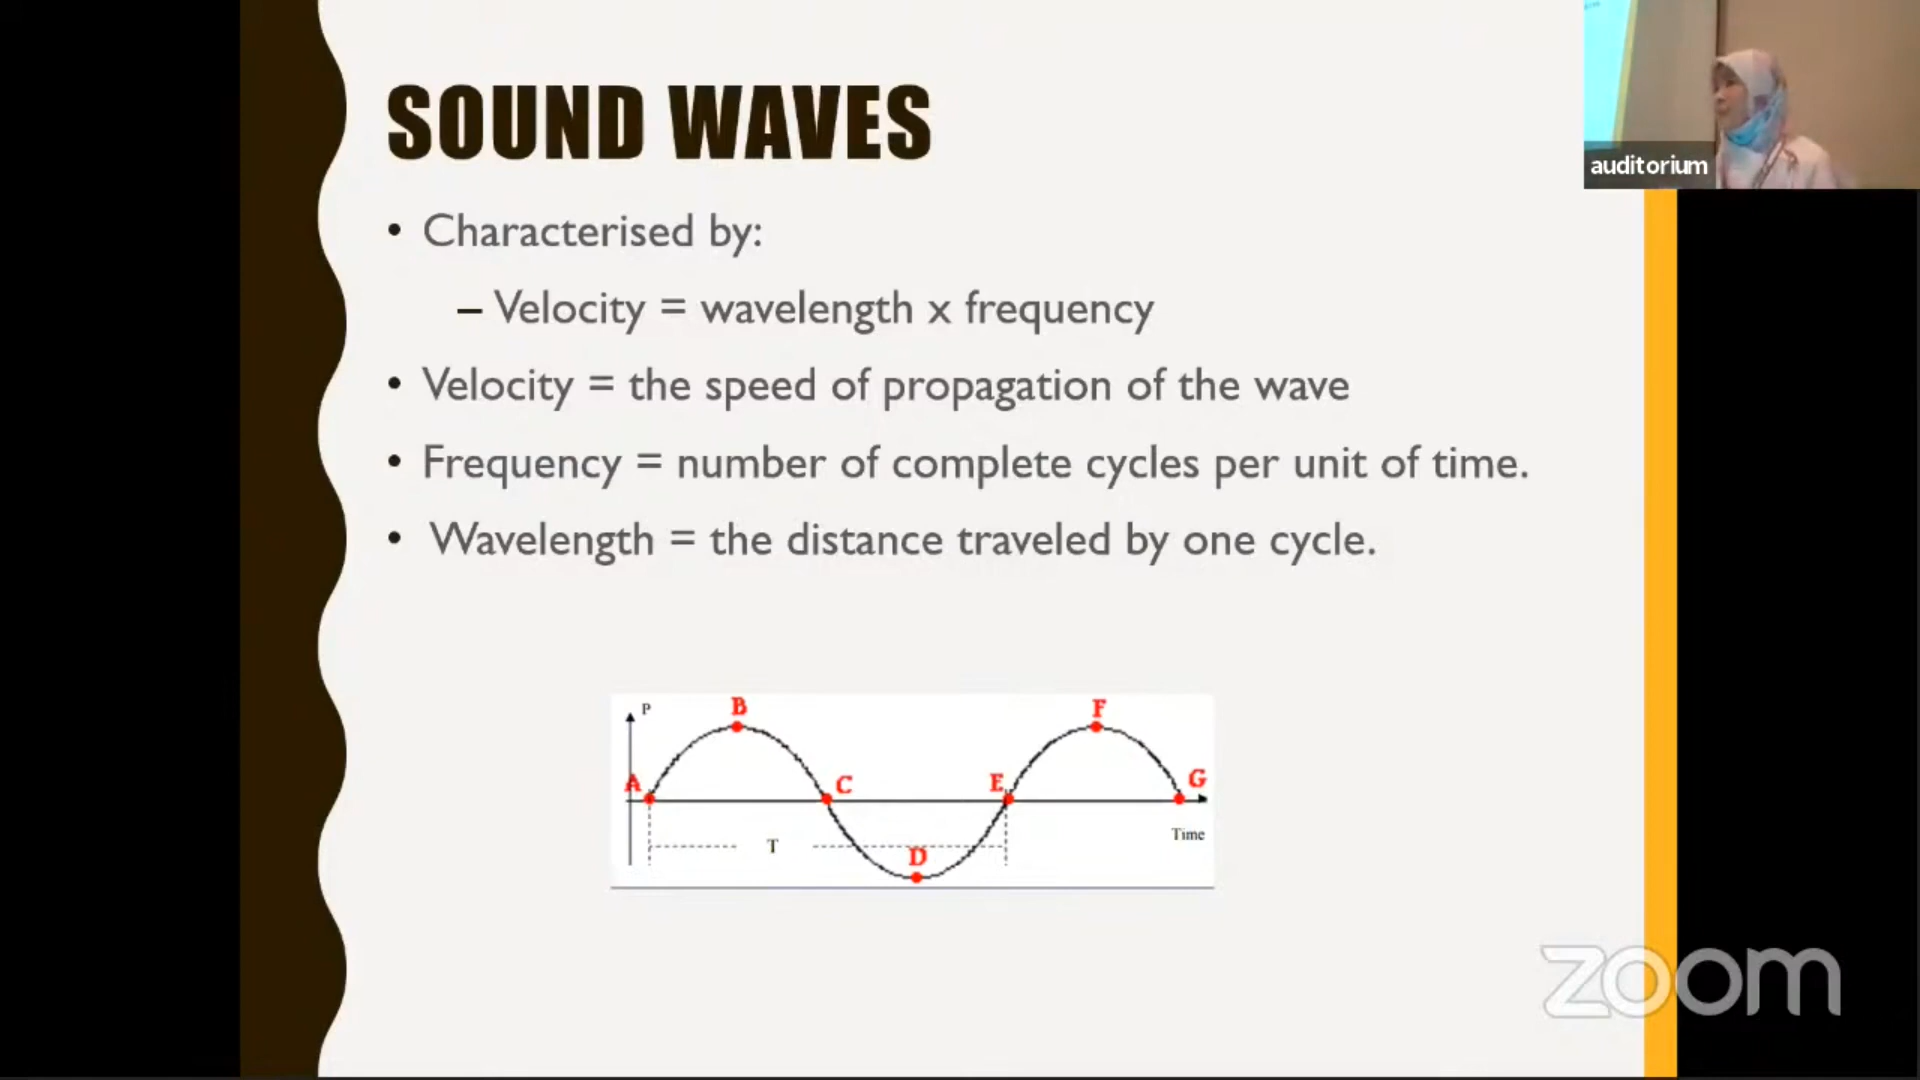 SOUND WAVES
auditorium
• Characterised by:
– Velocity = wavelength x frequency
• Velocity = the speed of propagation of the wave
• Frequency = number of complete cycles per unit of time.
• Wavelength = the distance traveled by one cycle.
P
B
F
A
C
E
G
T
D
Time
zoom